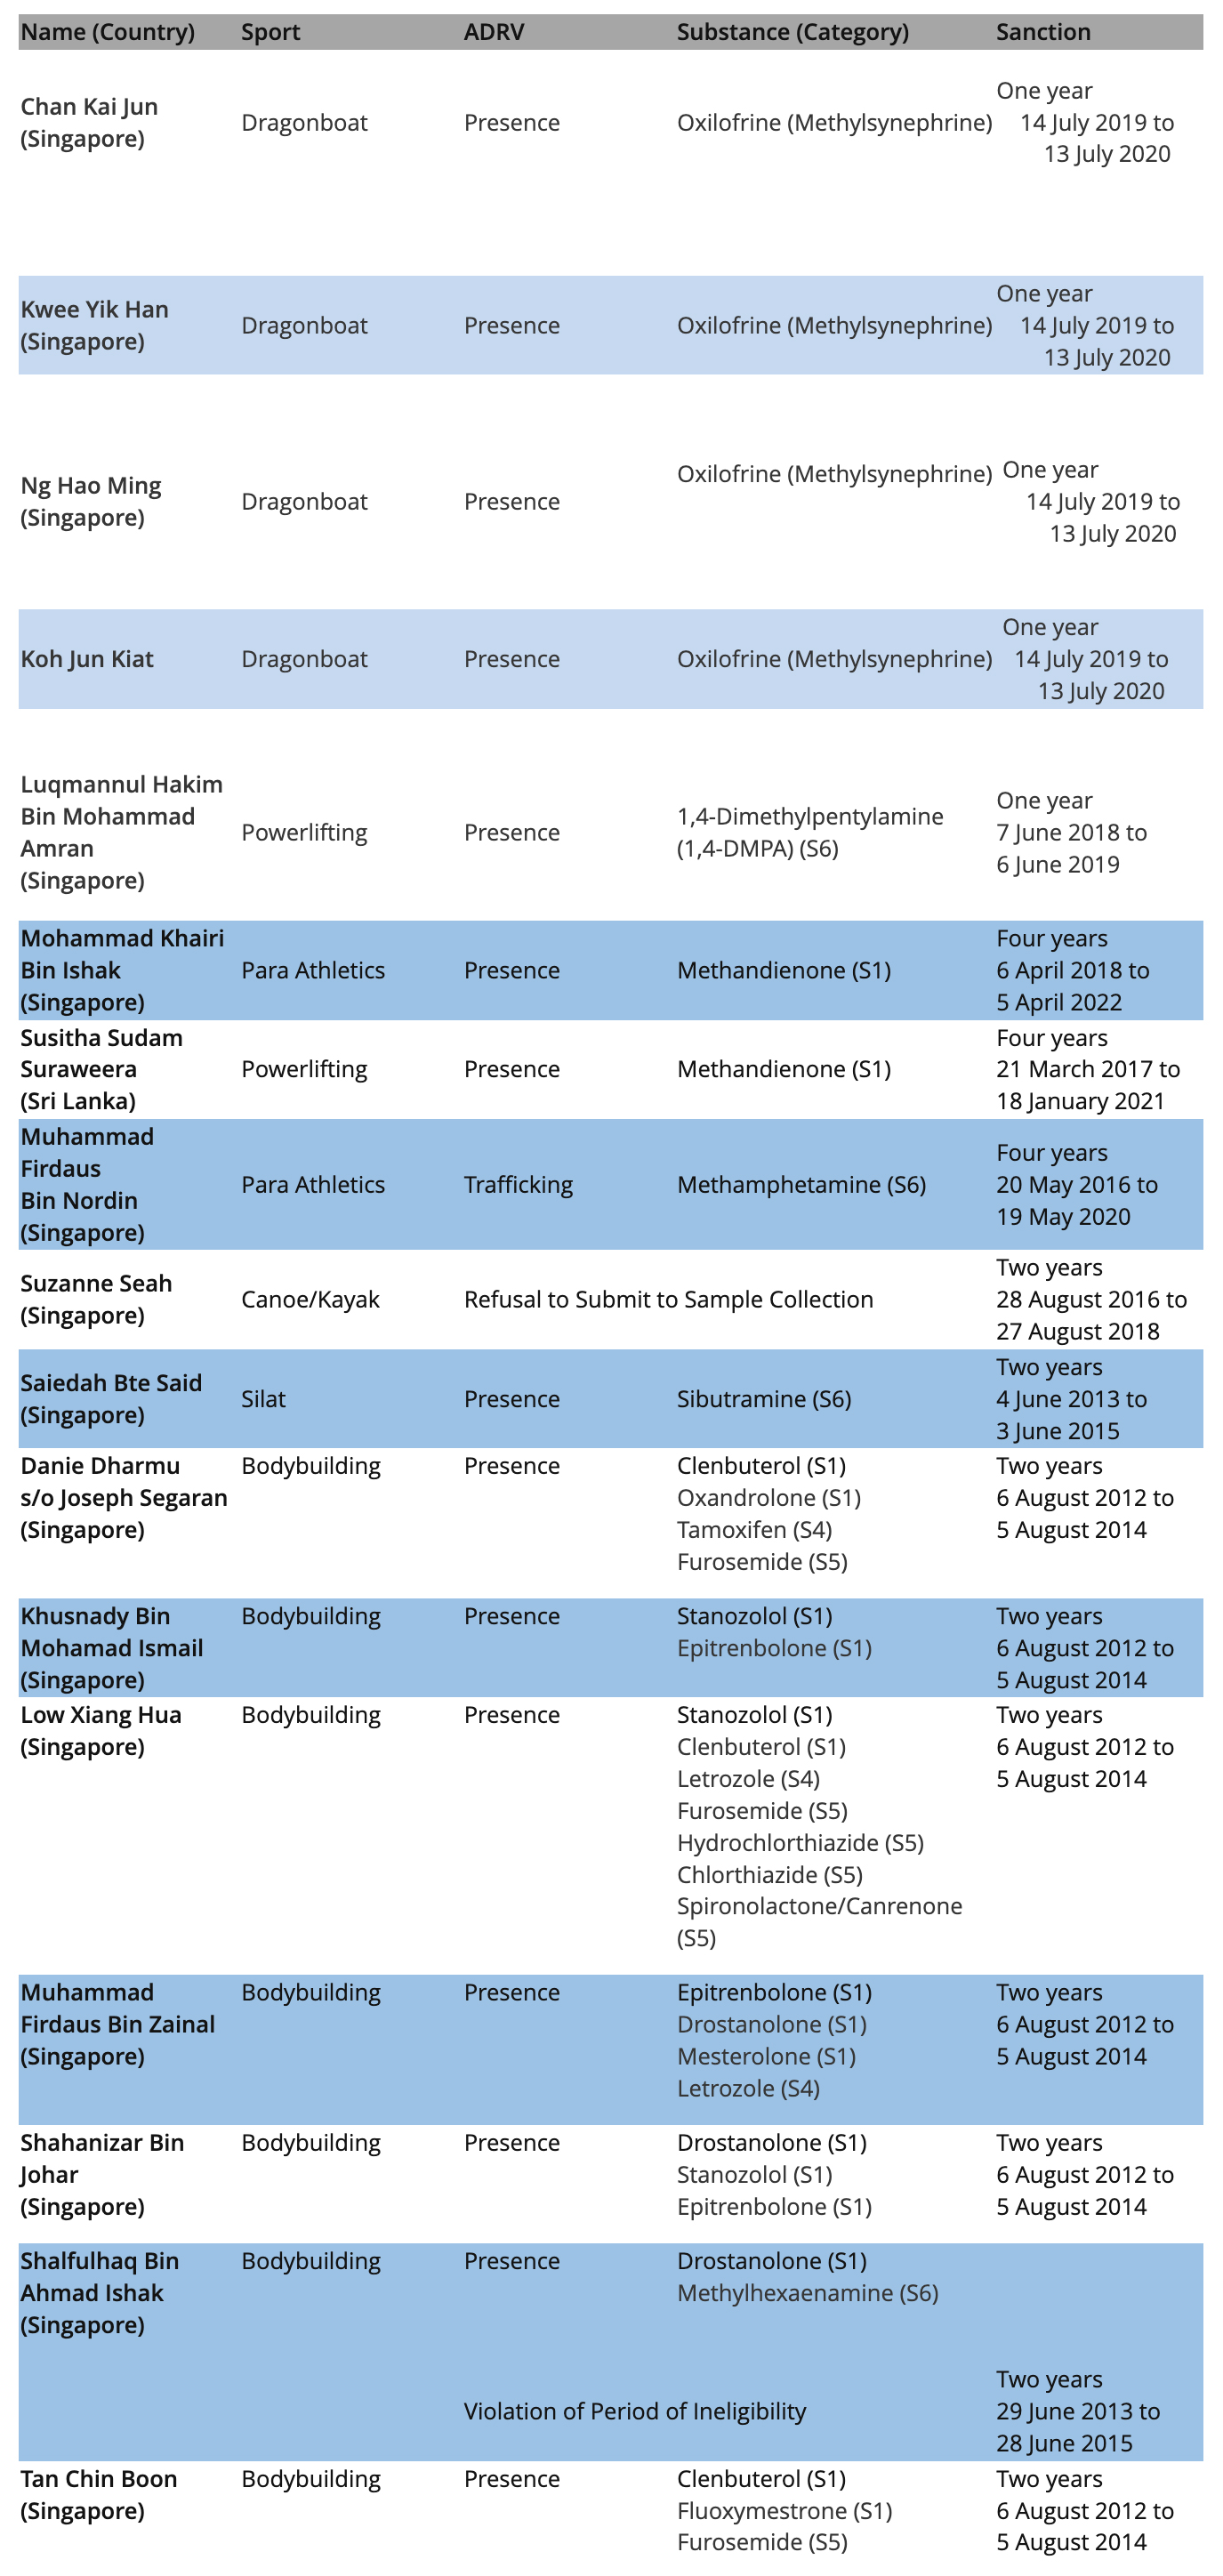 Name (Country) Sport ADRV Substance (Category) Sanction
Chan Kai Jun
(Singapore)
Dragonboat
Presence
Oxilofrine (Methylsynephrine)
One year
14 July 2019 to
13 July 2020
Kwee Yik Han
(Singapore)
Dragonboat
Presence
Oxilofrine (Methylsynephrine)
One year
14 July 2019 to
13 July 2020
Ng Hao Ming
(Singapore)
Dragonboat
Presence
Oxilofrine (Methylsynephrine)
One year
14 July 2019 to
13 July 2020
Koh Jun Kiat
Dragonboat
Presence
Oxilofrine (Methylsynephrine)
One year
14 July 2019 to
13 July 2020
Luqmannul Hakim
Bin Mohammad
Amran
(Singapore)
Powerlifting
Presence
1,4-Dimethylpentylamine
(1,4-DMPA) (S6)
One year
7 June 2018 to
6 June 2019
Mohammad Khairi
Bin Ishak
(Singapore)
Para Athletics
Presence
Methandienone (S1)
Four years
6 April 2018 to
5 April 2022
Susitha Sudam
Suraweera
(Sri Lanka)
Powerlifting
Presence
Methandienone (S1)
Four years
21 March 2017 to
18 January 2021
Muhammad
Firdaus
Bin Nordin
(Singapore)
Para Athletics
Trafficking
Methamphetamine (S6)
Four years
20 May 2016 to
19 May 2020
Suzanne Seah
(Singapore)
Canoe/Kayak
Refusal to Submit to Sample Collection
Two years
28 August 2016 to
27 August 2018
Saiedah Bte Said
(Singapore)
Silat
Presence
Sibutramine (S6)
Two years
4 June 2013 to
3 June 2015
Danie Dharmu
s/o Joseph Segaran
(Singapore)
Bodybuilding
Presence
Clenbuterol (S1)
Oxandrolone (S1)
Tamoxifen (S4)
Furosemide (S5)
Two years
6 August 2012 to
5 August 2014
Khusnady Bin
Mohamad Ismail
(Singapore)
Bodybuilding
Presence
Stanozolol (S1)
Epitrenbolone (S1)
Two years
6 August 2012 to
5 August 2014
Low Xiang Hua
(Singapore)
Bodybuilding
Presence
Stanozolol (S1)
Clenbuterol (S1)
Letrozole (S4)
Furosemide (S5)
Hydrochlorthiazide (S5)
Chlorthiazide (S5)
Spironolactone/Canrenone
(S5)
Two years
6 August 2012 to
5 August 2014
Muhammad
Firdaus Bin Zainal
(Singapore)
Bodybuilding
Presence
Epitrenbolone (S1)
Drostanolone (S1)
Mesterolone (S1)
Letrozole (S4)
Two years
6 August 2012 to
5 August 2014
Shahanizar Bin
Johar
(Singapore)
Bodybuilding
Presence
Drostanolone (S1)
Stanozolol (S1)
Epitrenbolone (S1)
Two years
6 August 2012 to
5 August 2014
Shalfulhaq Bin
Ahmad Ishak
(Singapore)
Bodybuilding
Presence
Drostanolone (S1)
Methylhexaenamine (S6)
Violation of Period of Ineligibility
Two years
29 June 2013 to
28 June 2015
Tan Chin Boon
(Singapore)
Bodybuilding
Presence
Clenbuterol (S1)
Fluoxymestrone (S1)
Furosemide (S5)
Two years
6 August 2012 to
5 August 2014